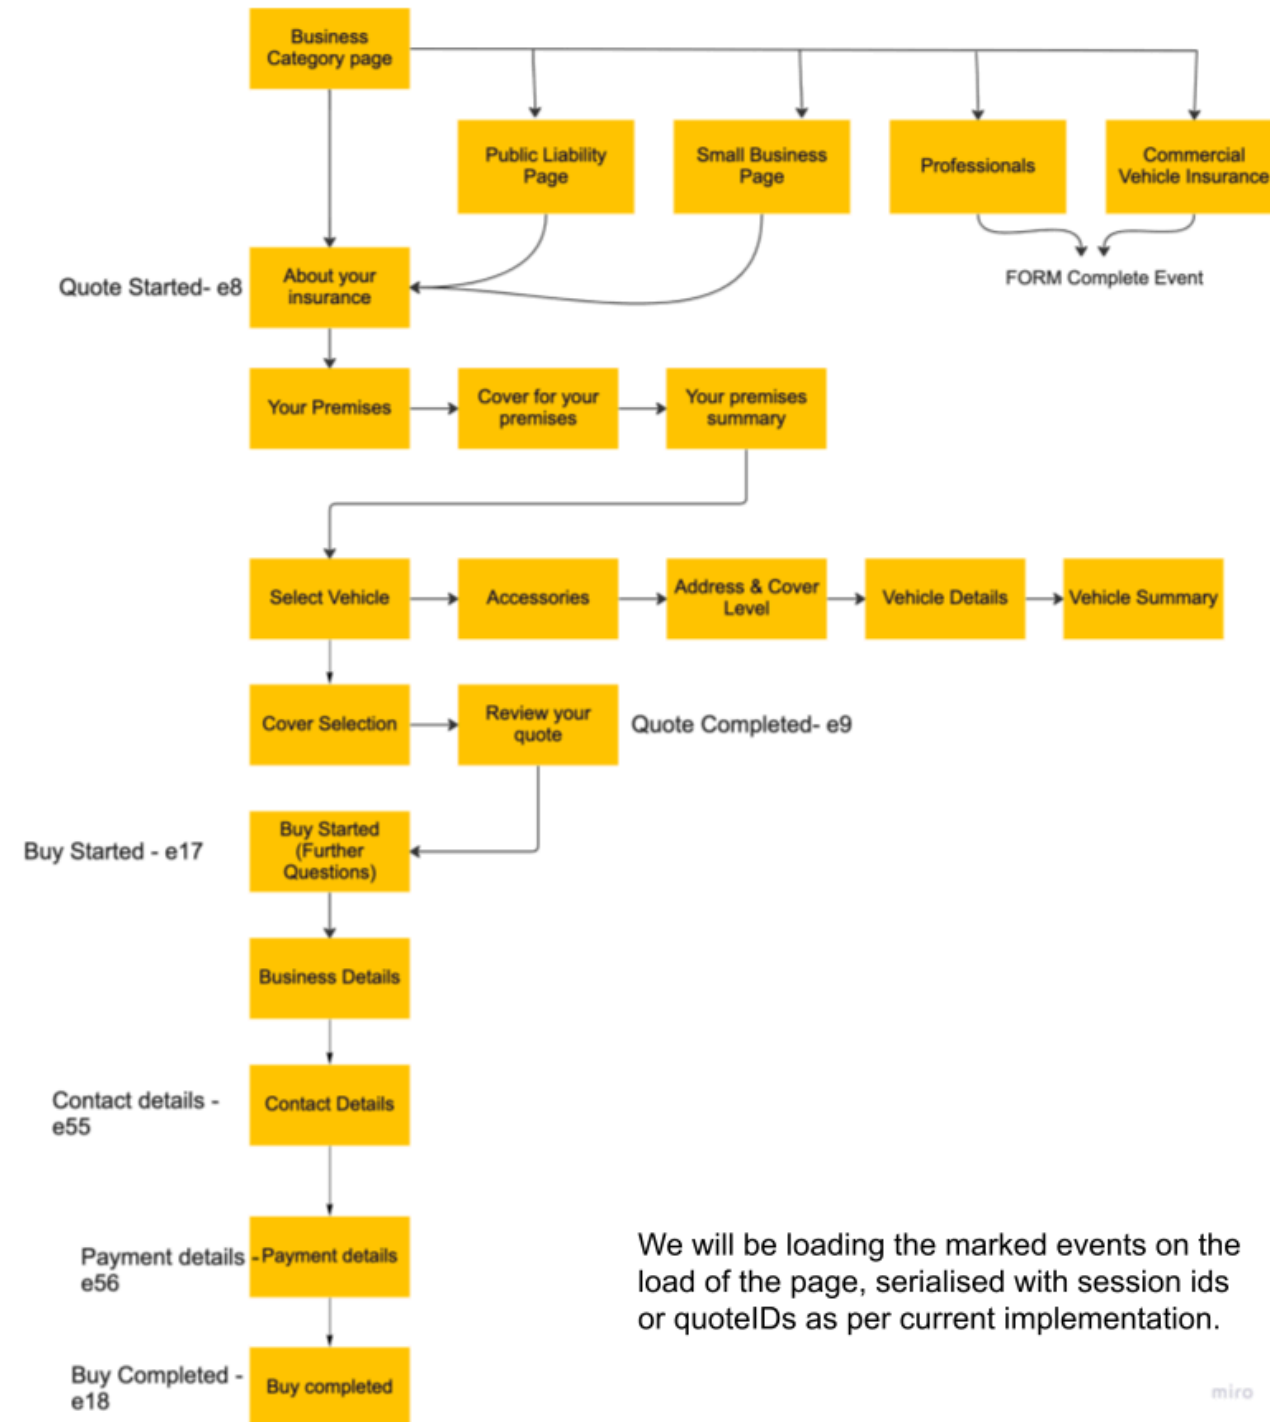 Business
Category page
Public Liability
Page
Small Business
Page
Professionals
Commercial
Vehicle Insurance
Quote Started- e8
About your
insurance
FORM Complete Event
Your Premises
Cover for your
premises
Your premises
summary
Select Vehicle
Accessories
Address & Cover
Level
Vehicle Details
Vehicle Summary
Cover Selection
Review your
quote
Quote Completed- e9
Buy Started - e17
Buy Started
(Further
Questions)
Business Details
Contact details -
e55
Contact Details
Payment details -
e56
Payment details
We will be loading the marked events on the
load of the page, serialised with session ids
or quoteIDs as per current implementation.
Buy Completed -
e18
Buy completed
miro